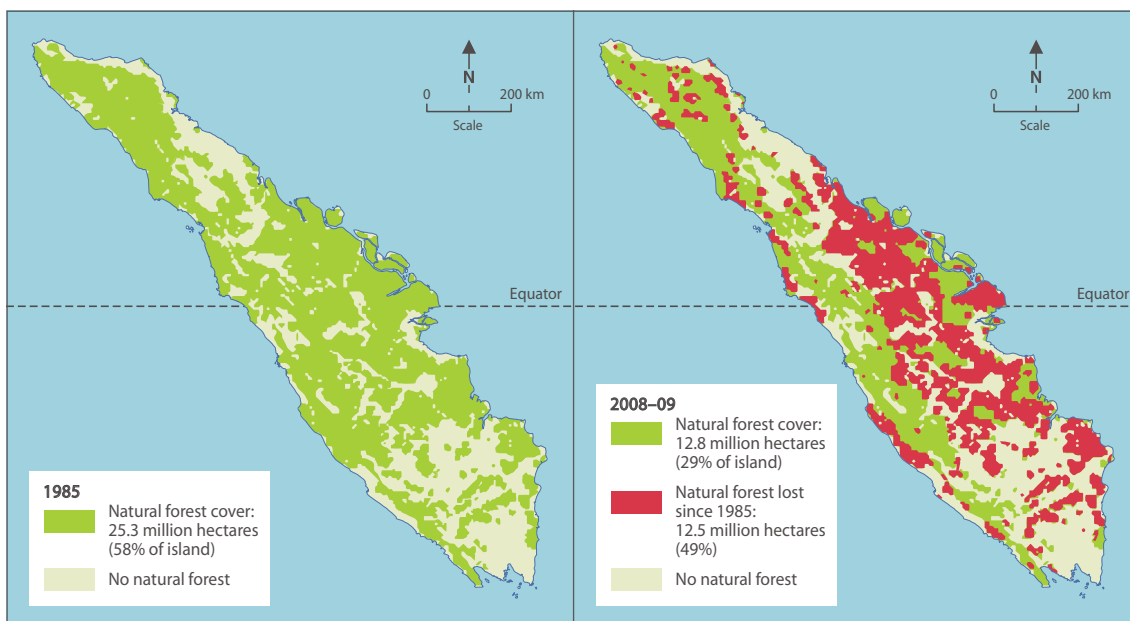 N
0 200 km
Scale
Equator
1985
Natural forest cover:
25.3 million hectares
(58% of island)
No natural forest
N
0 200 km
Scale
Equator
2008–09
Natural forest cover:
12.8 million hectares
(29% of island)
Natural forest lost
since 1985:
12.5 million hectares
(49%)
No natural forest